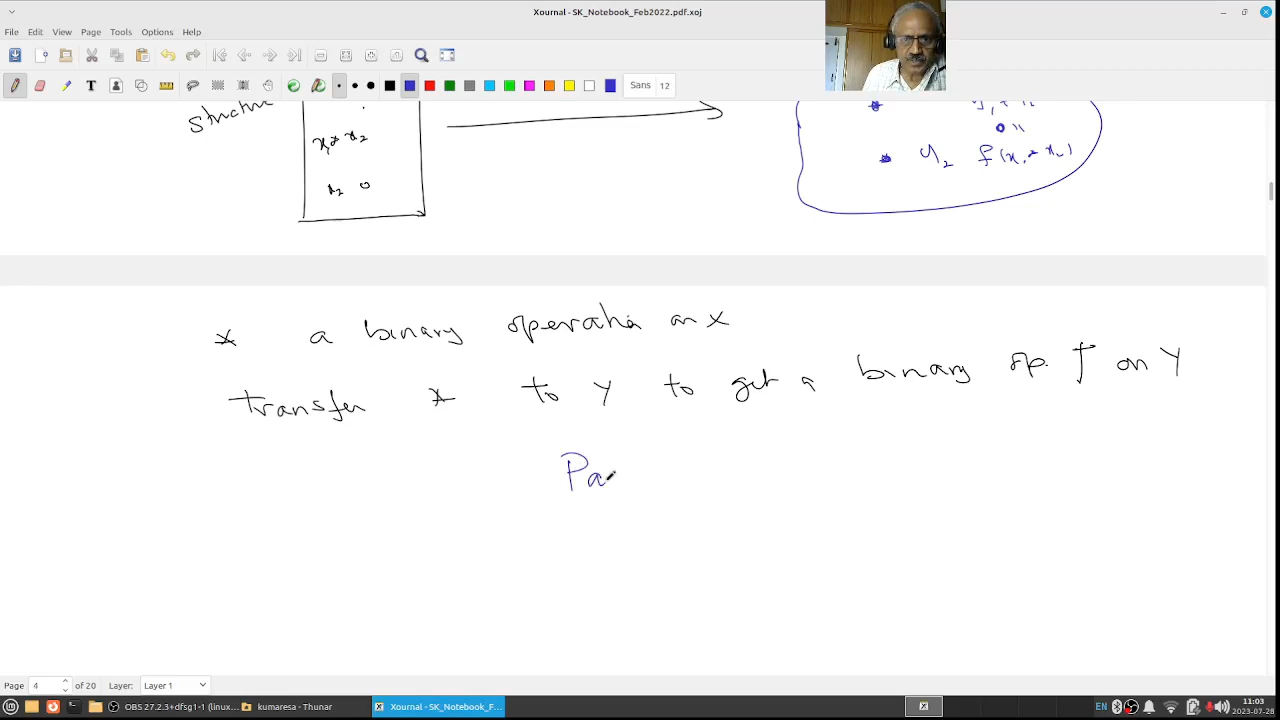 Xournal - SK_Notebook_Feb2022.pdf.xoj
File Edit View Page Tools Options Help
T Sans 12
Structure
x₁ * x₂
x₂
y₂ f(x₁ * x₂)
* a binary operation on X
transfer * to Y to get a binary op. † on Y
Pa
Page 4 of 20 Layer: Layer 1
OBS 27.2.3+dfsg1-1 (linux... kumaresa - Thunar Xournal - SK_Notebook_F... EN 11:03
2023-07-28